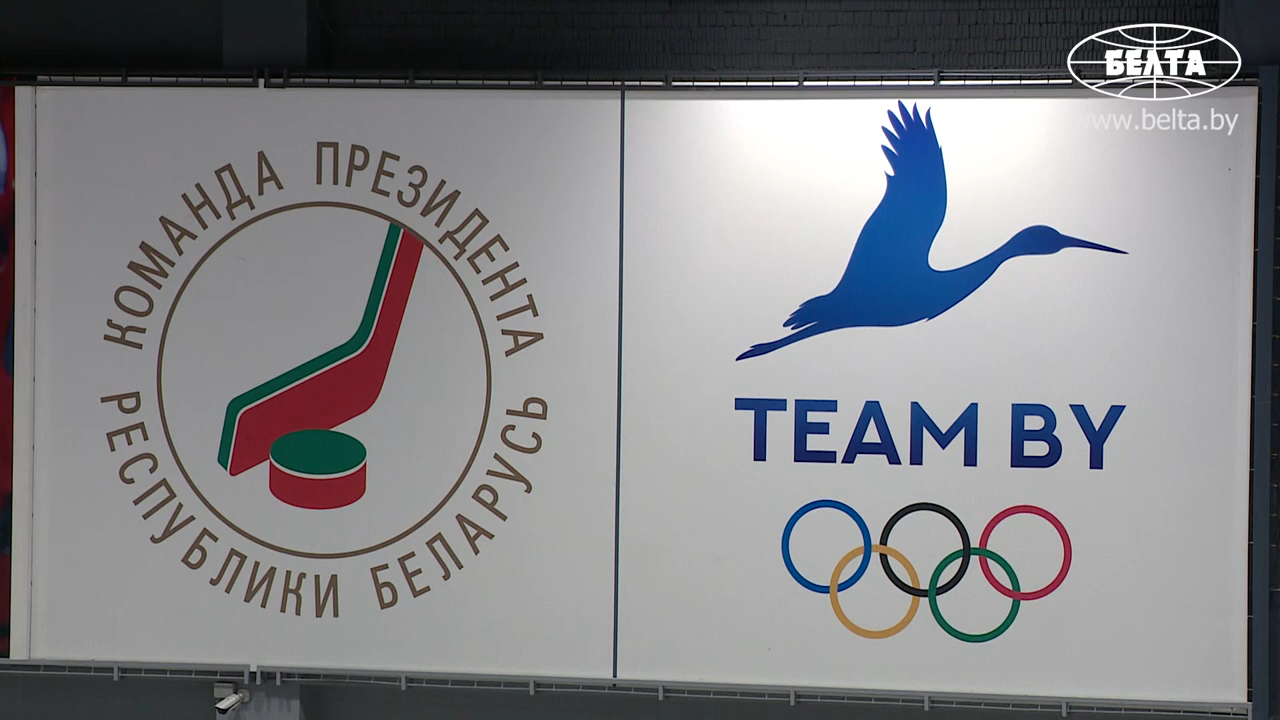 БЕЛТА
www.belta.by
КОМАНДА ПРЕЗИДЕНТА
РЕСПУБЛИКИ БЕЛАРУСЬ
TEAM BY